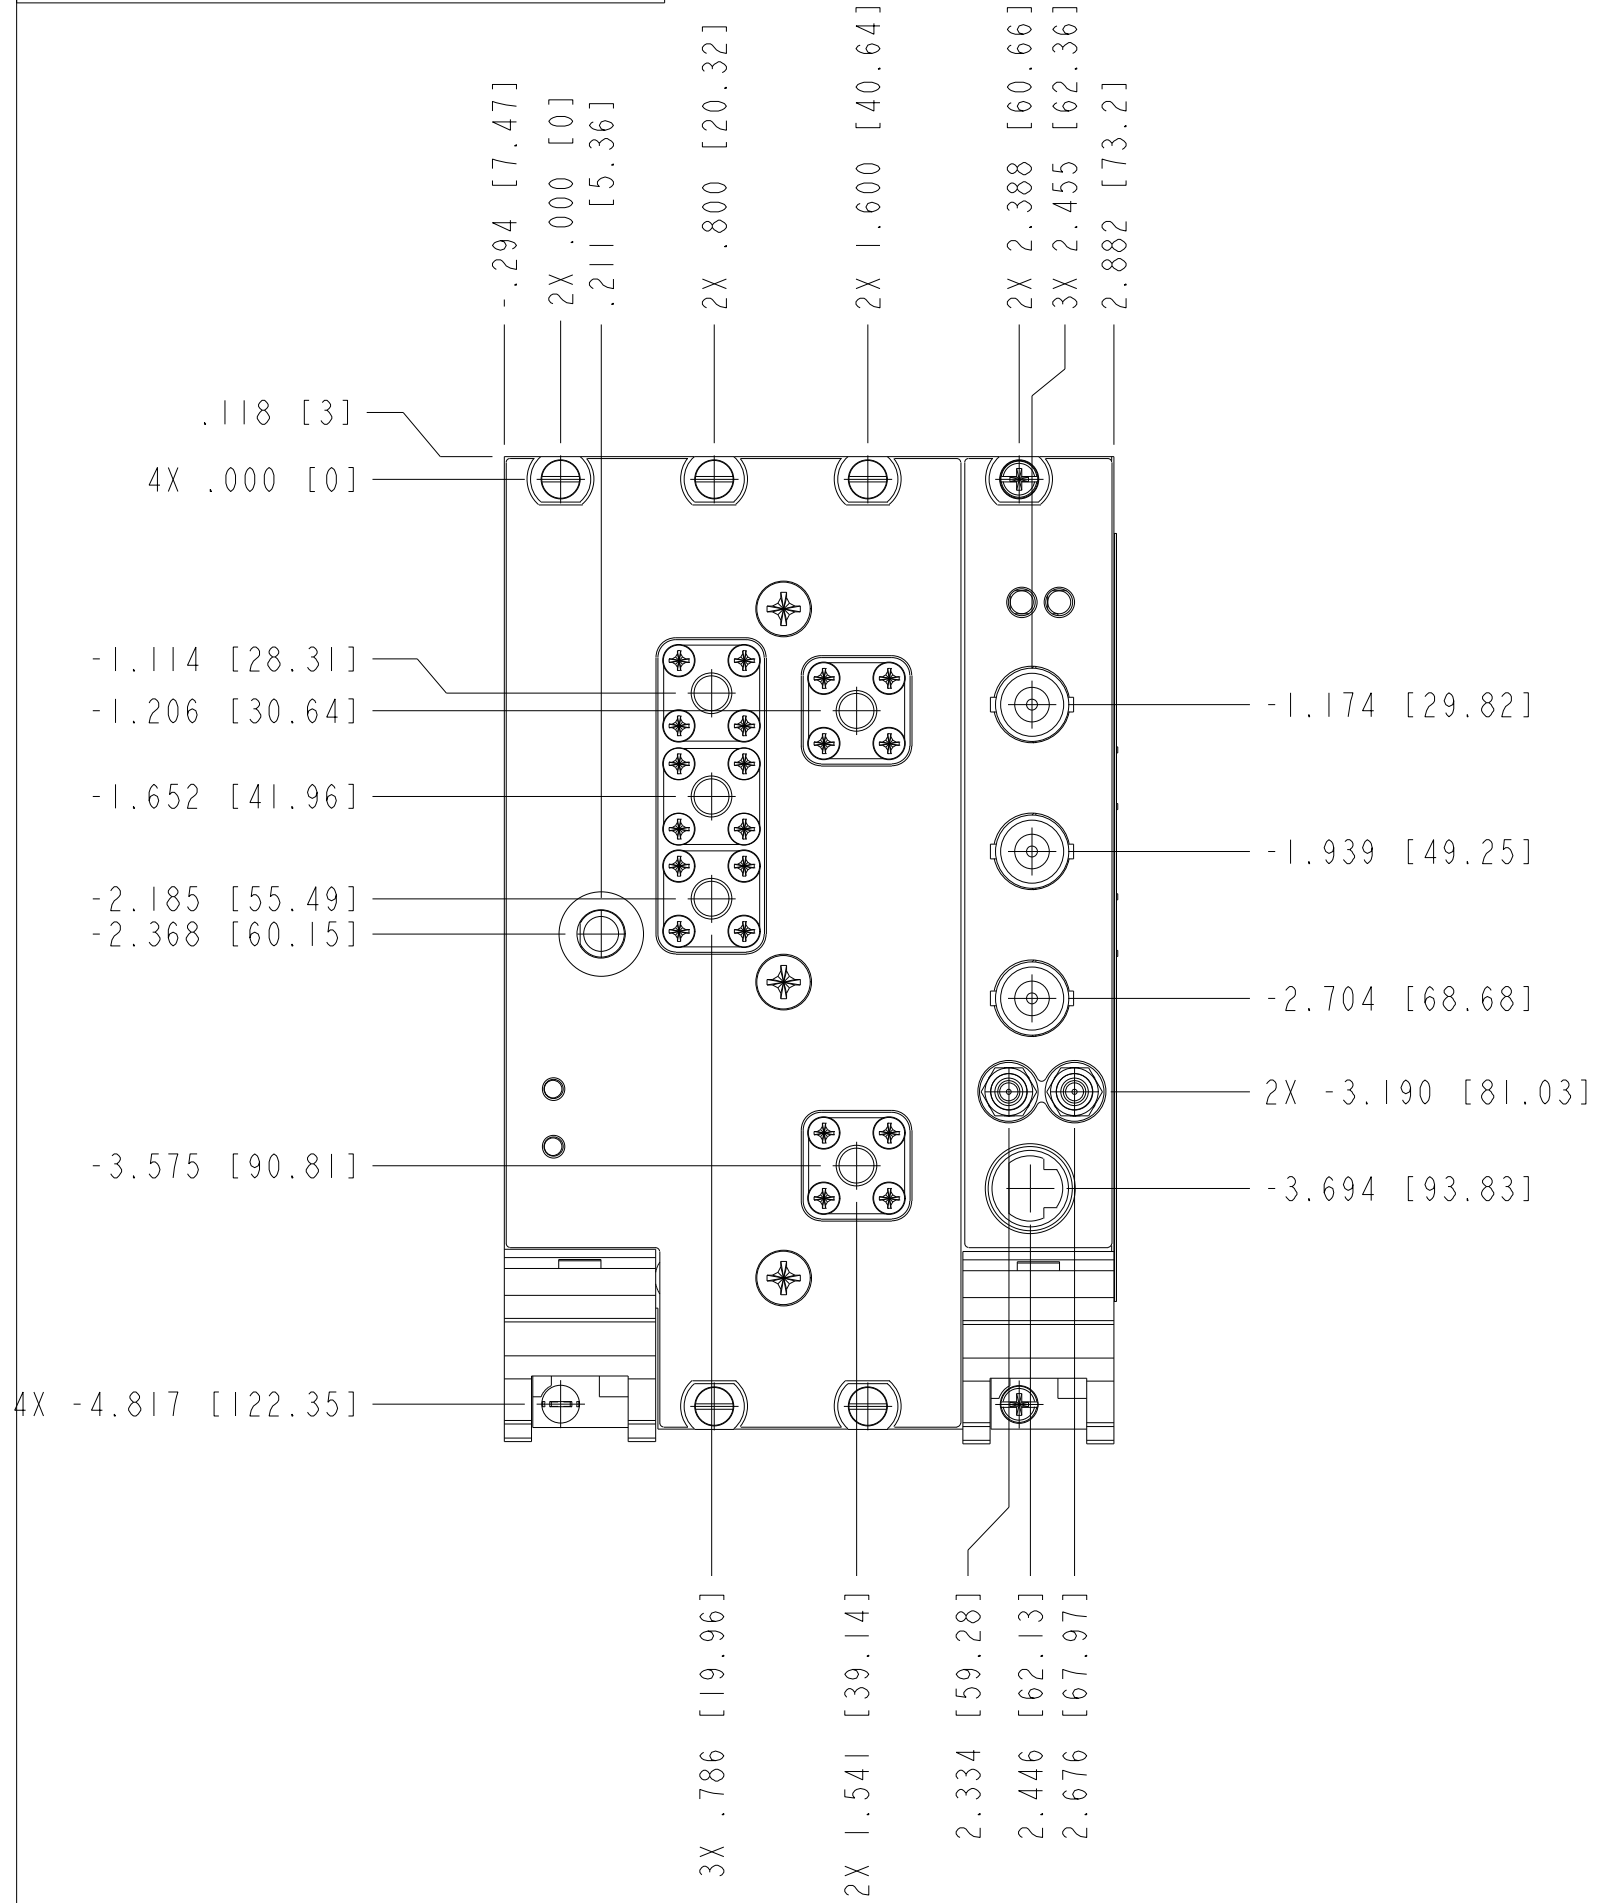 -.294 [7.47]
2X .000 [0]
.211 [5.36]
2X .800 [20.32]
2X 1.600 [40.64]
2X 2.388 [60.66]
3X 2.455 [62.36]
2.882 [73.2]
.118 [3]
4X .000 [0]
-1.114 [28.31]
-1.206 [30.64]
-1.652 [41.96]
-2.185 [55.49]
-2.368 [60.15]
-3.575 [90.81]
4X -4.817 [122.35]
-1.174 [29.82]
-1.939 [49.25]
-2.704 [68.68]
2X -3.190 [81.03]
-3.694 [93.83]
3X .786 [19.96]
2X 1.541 [39.14]
2.334 [59.28]
2.446 [62.13]
2.676 [67.97]